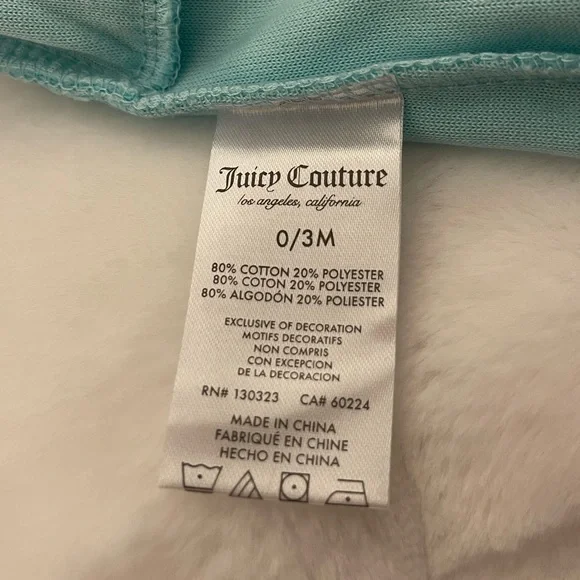 Juicy Couture
los angeles, california
0/3M
80% COTTON 20% POLYESTER
80% COTON 20% POLYESTER
80% ALGODÓN 20% POLIESTER
EXCLUSIVE OF DECORATION
MOTIFS DECORATIFS
NON COMPRIS
CON EXCEPCION
DE LA DECORACION
RN# 130323 CA# 60224
MADE IN CHINA
FABRIQUÉ EN CHINE
HECHO EN CHINA